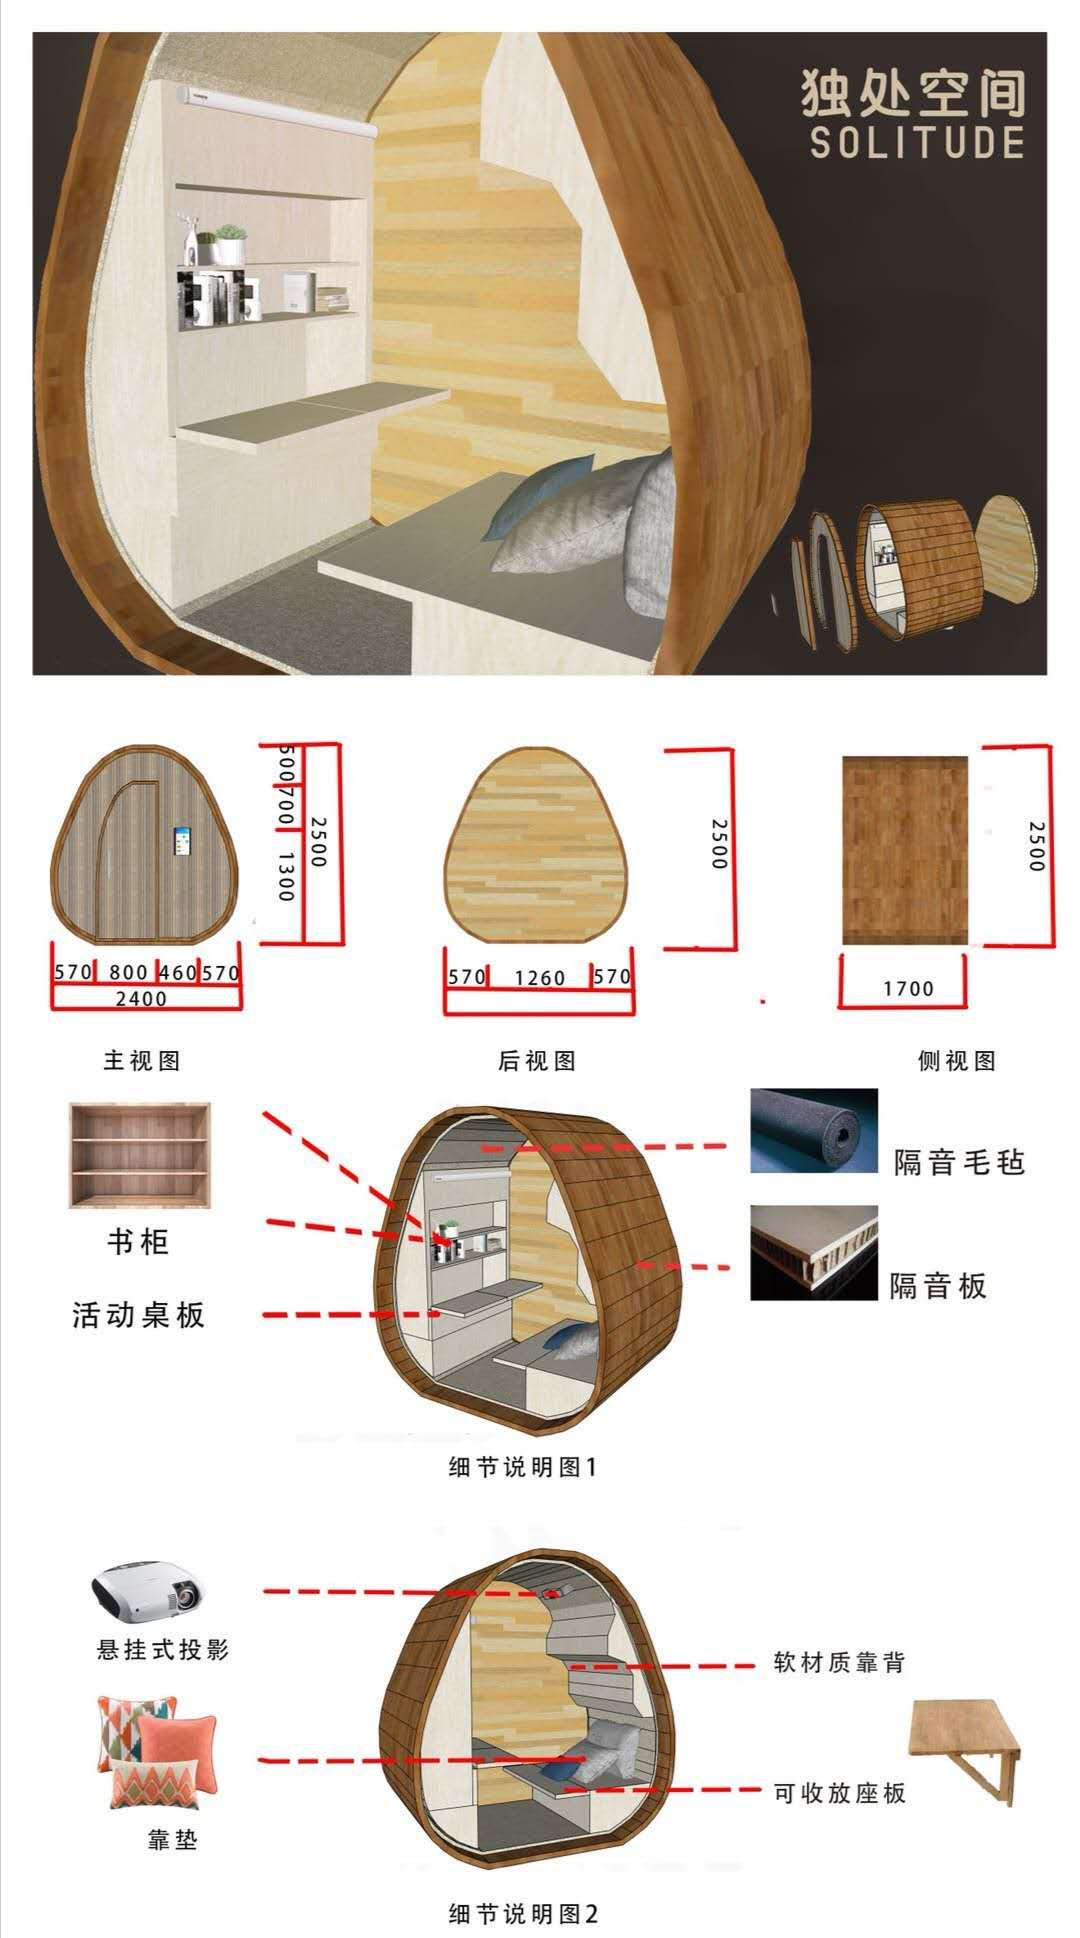 独处空间
SOLITUDE
500
700
1300
2500
570
800
460
570
2400
主视图
2500
570
1260
570
后视图
2500
1700
侧视图
书柜
活动桌板
隔音毛毡
隔音板
细节说明图1
悬挂式投影
靠垫
软材质靠背
可收放座板
细节说明图2